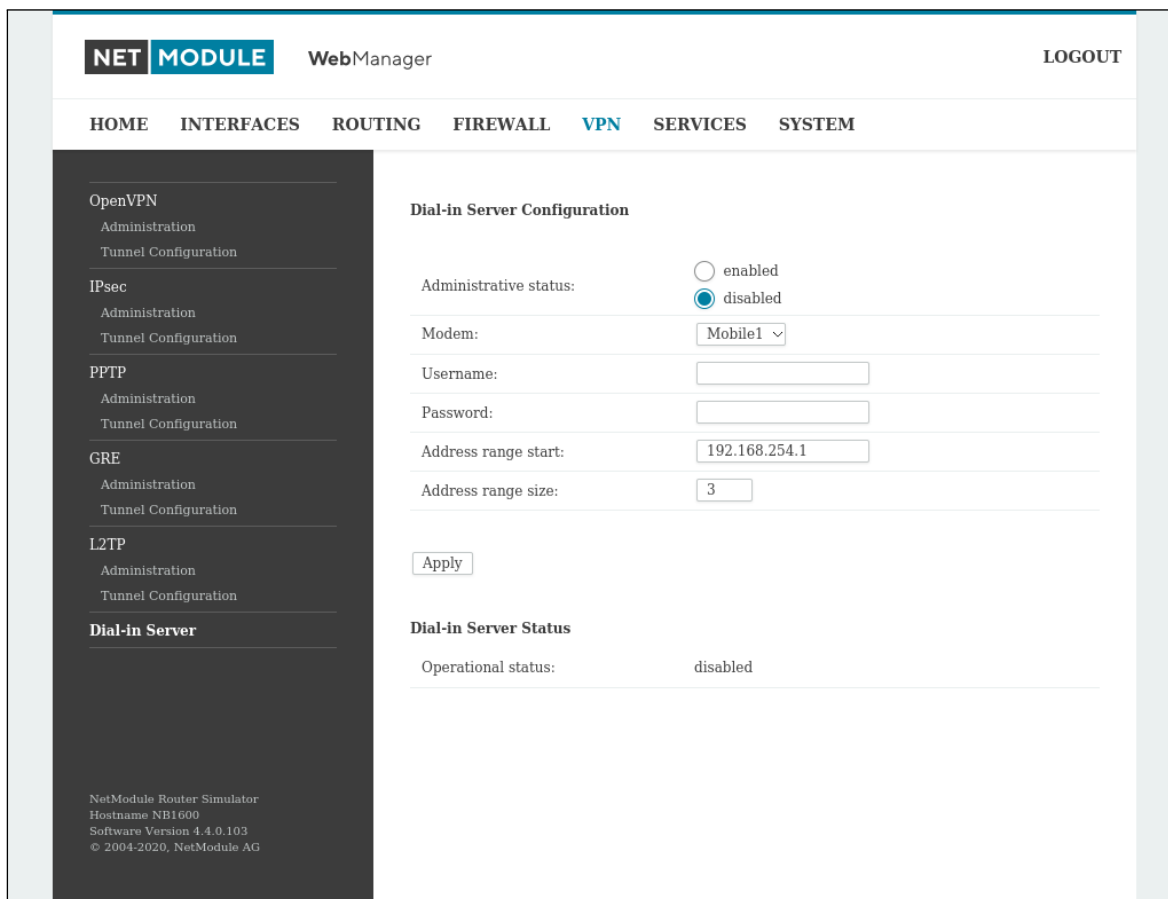 NET MODULE WebManager LOGOUT
HOME INTERFACES ROUTING FIREWALL VPN SERVICES SYSTEM
OpenVPN
Administration
Tunnel Configuration
IPsec
Administration
Tunnel Configuration
PPTP
Administration
Tunnel Configuration
GRE
Administration
Tunnel Configuration
L2TP
Administration
Tunnel Configuration
Dial-in Server
NetModule Router Simulator
Hostname NB1600
Software Version 4.4.0.103
© 2004-2020, NetModule AG
Dial-in Server Configuration
Administrative status: enabled
disabled
Modem: Mobile1
Username:
Password:
Address range start: 192.168.254.1
Address range size: 3
Apply
Dial-in Server Status
Operational status: disabled